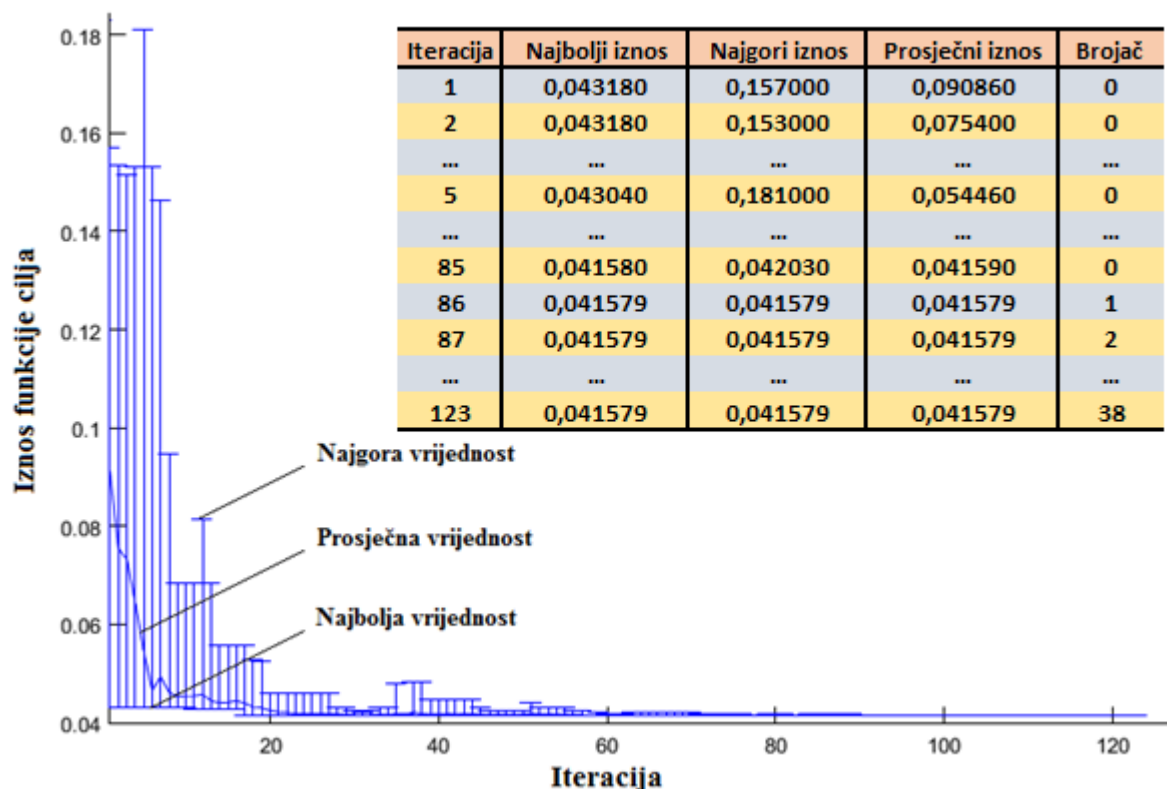 Iznos funkcije cilja
0.18
0.16
0.14
0.12
0.1
0.08
0.06
0.04
Iteracija Najbolji iznos Najgori iznos Prosječni iznos Brojač
1 0,043180 0,157000 0,090860 0
2 0,043180 0,153000 0,075400 0
... ... ... ... ...
5 0,043040 0,181000 0,054460 0
... ... ... ... ...
85 0,041580 0,042030 0,041590 0
86 0,041579 0,041579 0,041579 1
87 0,041579 0,041579 0,041579 2
... ... ... ... ...
123 0,041579 0,041579 0,041579 38
Najgora vrijednost
Prosječna vrijednost
Najbolja vrijednost
20 40 60 80 100 120
Iteracija